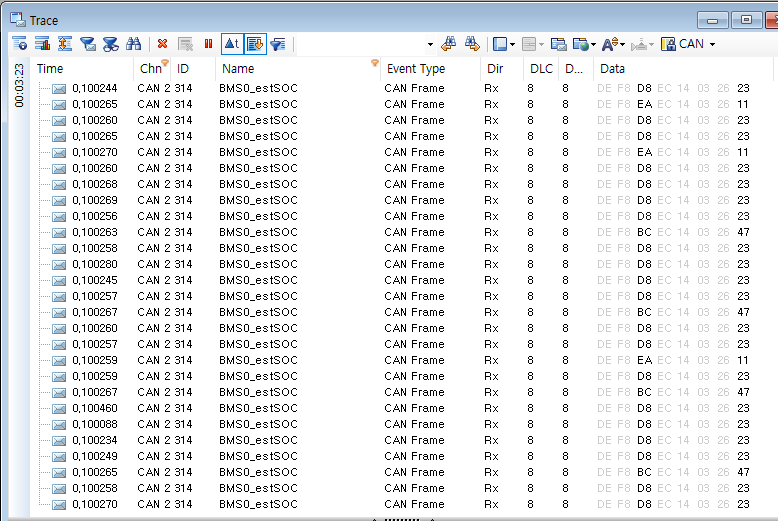 Trace
CAN
00:03:23
Time Chn ID Name Event Type Dir DLC D... Data
0,100244 CAN 2 314 BMS0_estSOC CAN Frame Rx 8 8 DE F8 D8 EC 14 03 26 23
0,100265 CAN 2 314 BMS0_estSOC CAN Frame Rx 8 8 DE F8 EA EC 14 03 26 11
0,100260 CAN 2 314 BMS0_estSOC CAN Frame Rx 8 8 DE F8 D8 EC 14 03 26 23
0,100265 CAN 2 314 BMS0_estSOC CAN Frame Rx 8 8 DE F8 D8 EC 14 03 26 23
0,100270 CAN 2 314 BMS0_estSOC CAN Frame Rx 8 8 DE F8 EA EC 14 03 26 11
0,100260 CAN 2 314 BMS0_estSOC CAN Frame Rx 8 8 DE F8 D8 EC 14 03 26 23
0,100268 CAN 2 314 BMS0_estSOC CAN Frame Rx 8 8 DE F8 D8 EC 14 03 26 23
0,100269 CAN 2 314 BMS0_estSOC CAN Frame Rx 8 8 DE F8 D8 EC 14 03 26 23
0,100256 CAN 2 314 BMS0_estSOC CAN Frame Rx 8 8 DE F8 D8 EC 14 03 26 23
0,100263 CAN 2 314 BMS0_estSOC CAN Frame Rx 8 8 DE F8 BC EC 14 03 26 47
0,100258 CAN 2 314 BMS0_estSOC CAN Frame Rx 8 8 DE F8 D8 EC 14 03 26 23
0,100280 CAN 2 314 BMS0_estSOC CAN Frame Rx 8 8 DE F8 D8 EC 14 03 26 23
0,100245 CAN 2 314 BMS0_estSOC CAN Frame Rx 8 8 DE F8 D8 EC 14 03 26 23
0,100257 CAN 2 314 BMS0_estSOC CAN Frame Rx 8 8 DE F8 D8 EC 14 03 26 23
0,100267 CAN 2 314 BMS0_estSOC CAN Frame Rx 8 8 DE F8 BC EC 14 03 26 47
0,100260 CAN 2 314 BMS0_estSOC CAN Frame Rx 8 8 DE F8 D8 EC 14 03 26 23
0,100257 CAN 2 314 BMS0_estSOC CAN Frame Rx 8 8 DE F8 D8 EC 14 03 26 23
0,100259 CAN 2 314 BMS0_estSOC CAN Frame Rx 8 8 DE F8 EA EC 14 03 26 11
0,100259 CAN 2 314 BMS0_estSOC CAN Frame Rx 8 8 DE F8 D8 EC 14 03 26 23
0,100267 CAN 2 314 BMS0_estSOC CAN Frame Rx 8 8 DE F8 BC EC 14 03 26 47
0,100460 CAN 2 314 BMS0_estSOC CAN Frame Rx 8 8 DE F8 D8 EC 14 03 26 23
0,100088 CAN 2 314 BMS0_estSOC CAN Frame Rx 8 8 DE F8 D8 EC 14 03 26 23
0,100234 CAN 2 314 BMS0_estSOC CAN Frame Rx 8 8 DE F8 D8 EC 14 03 26 23
0,100249 CAN 2 314 BMS0_estSOC CAN Frame Rx 8 8 DE F8 D8 EC 14 03 26 23
0,100265 CAN 2 314 BMS0_estSOC CAN Frame Rx 8 8 DE F8 BC EC 14 03 26 47
0,100258 CAN 2 314 BMS0_estSOC CAN Frame Rx 8 8 DE F8 D8 EC 14 03 26 23
0,100270 CAN 2 314 BMS0_estSOC CAN Frame Rx 8 8 DE F8 D8 EC 14 03 26 23